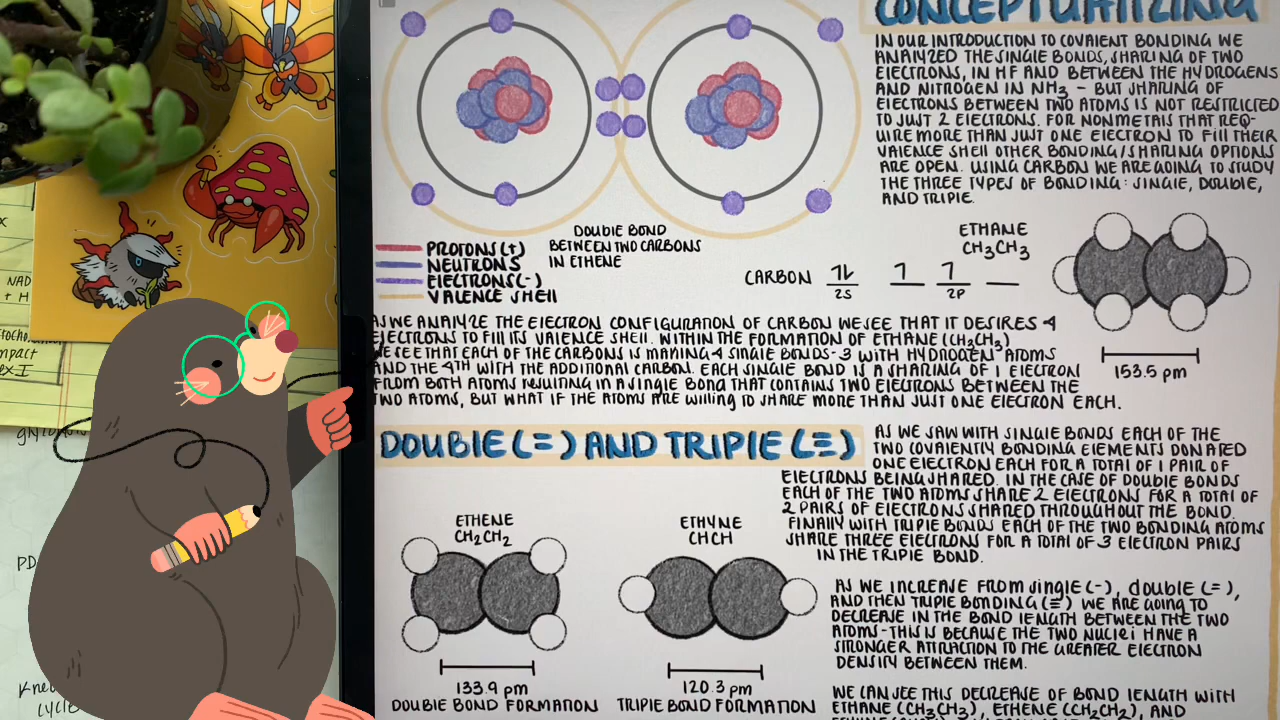 CONCEPTUALIZING
IN OUR INTRODUCTION TO COVALENT BONDING WE
ANALYZED THE SINGLE BONDS, SHARING OF TWO
ELECTRONS, IN HF AND BETWEEN THE HYDROGENS
AND NITROGEN IN NH₃ - BUT SHARING OF
ELECTRONS BETWEEN TWO ATOMS IS NOT RESTRICTED
TO JUST 2 ELECTRONS. FOR NONMETALS THAT REQ-
UIRE MORE THAN JUST ONE ELECTRON TO FILL THEIR
VALENCE SHELL OTHER BONDING/SHARING OPTIONS
ARE OPEN. USING CARBON WE ARE GOING TO STUDY
THE THREE TYPES OF BONDING: SINGLE, DOUBLE,
AND TRIPLE.
PROTONS(+)
NEUTRONS
ELECTRONS(-)
VALENCE SHELL
DOUBLE BOND
BETWEEN TWO CARBONS
IN ETHENE
CARBON
2S
2P
ETHANE
CH₃CH₃
153.5 pm
AS WE ANALYZE THE ELECTRON CONFIGURATION OF CARBON WE SEE THAT IT DESIRES 4
ELECTRONS TO FILL ITS VALENCE SHELL. WITHIN THE FORMATION OF ETHANE (CH₃CH₃)
WE SEE THAT EACH OF THE CARBONS IS MAKING 4 SINGLE BONDS-3 WITH HYDROGEN ATOMS
AND THE 4TH WITH THE ADDITIONAL CARBON. EACH SINGLE BOND IS A SHARING OF 1 ELECTRON
FROM BOTH ATOMS RESULTING IN A SINGLE BOND THAT CONTAINS TWO ELECTRONS BETWEEN THE
TWO ATOMS, BUT WHAT IF THE ATOMS ARE WILLING TO SHARE MORE THAN JUST ONE ELECTRON EACH.
DOUBLE (=) AND TRIPLE (≡)
AS WE SAW WITH SINGLE BONDS EACH OF THE
TWO COVALENTLY BONDING ELEMENTS DONATED
ONE ELECTRON EACH FOR A TOTAL OF 1 PAIR OF
ELECTRONS BEING SHARED. IN THE CASE OF DOUBLE BONDS
EACH OF THE TWO ATOMS SHARE 2 ELECTRONS FOR A TOTAL OF
2 PAIRS OF ELECTRONS SHARED THROUGHOUT THE BOND.
FINALLY WITH TRIPLE BONDS EACH OF THE TWO BONDING ATOMS
SHARE THREE ELECTRONS FOR A TOTAL OF 3 ELECTRON PAIRS
IN THE TRIPLE BOND.
ETHENE
CH₂CH₂
133.9 pm
DOUBLE BOND FORMATION
ETHYNE
CHCH
120.3 pm
TRIPLE BOND FORMATION
AS WE INCREASE FROM single (-), double (=),
AND THEN TRIPLE BONDING (≡) WE ARE GOING TO
DECREASE IN THE BOND LENGTH BETWEEN THE TWO
ATOMS-THIS IS BECAUSE THE TWO NUCLEI HAVE A
STRONGER ATTRACTION TO THE GREATER ELECTRON
DENSITY BETWEEN THEM.
WE CAN SEE THIS DECREASE OF BOND LENGTH WITH
ETHANE (CH₃CH₃), ETHENE (CH₂CH₂), AND
NAD
+ H
mpact
ex I
PD
cycle